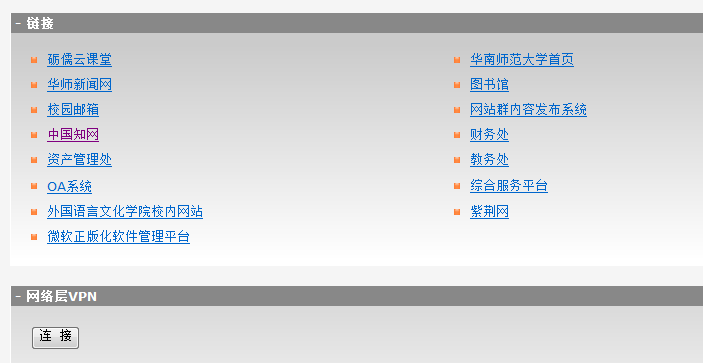 - 链接
砺儒云课堂
华南师范大学首页
华师新闻网
图书馆
校园邮箱
网站群内容发布系统
中国知网
财务处
资产管理处
教务处
OA系统
综合服务平台
外国语言文化学院校内网站
紫荆网
微软正版化软件管理平台
- 网络层VPN
连 接